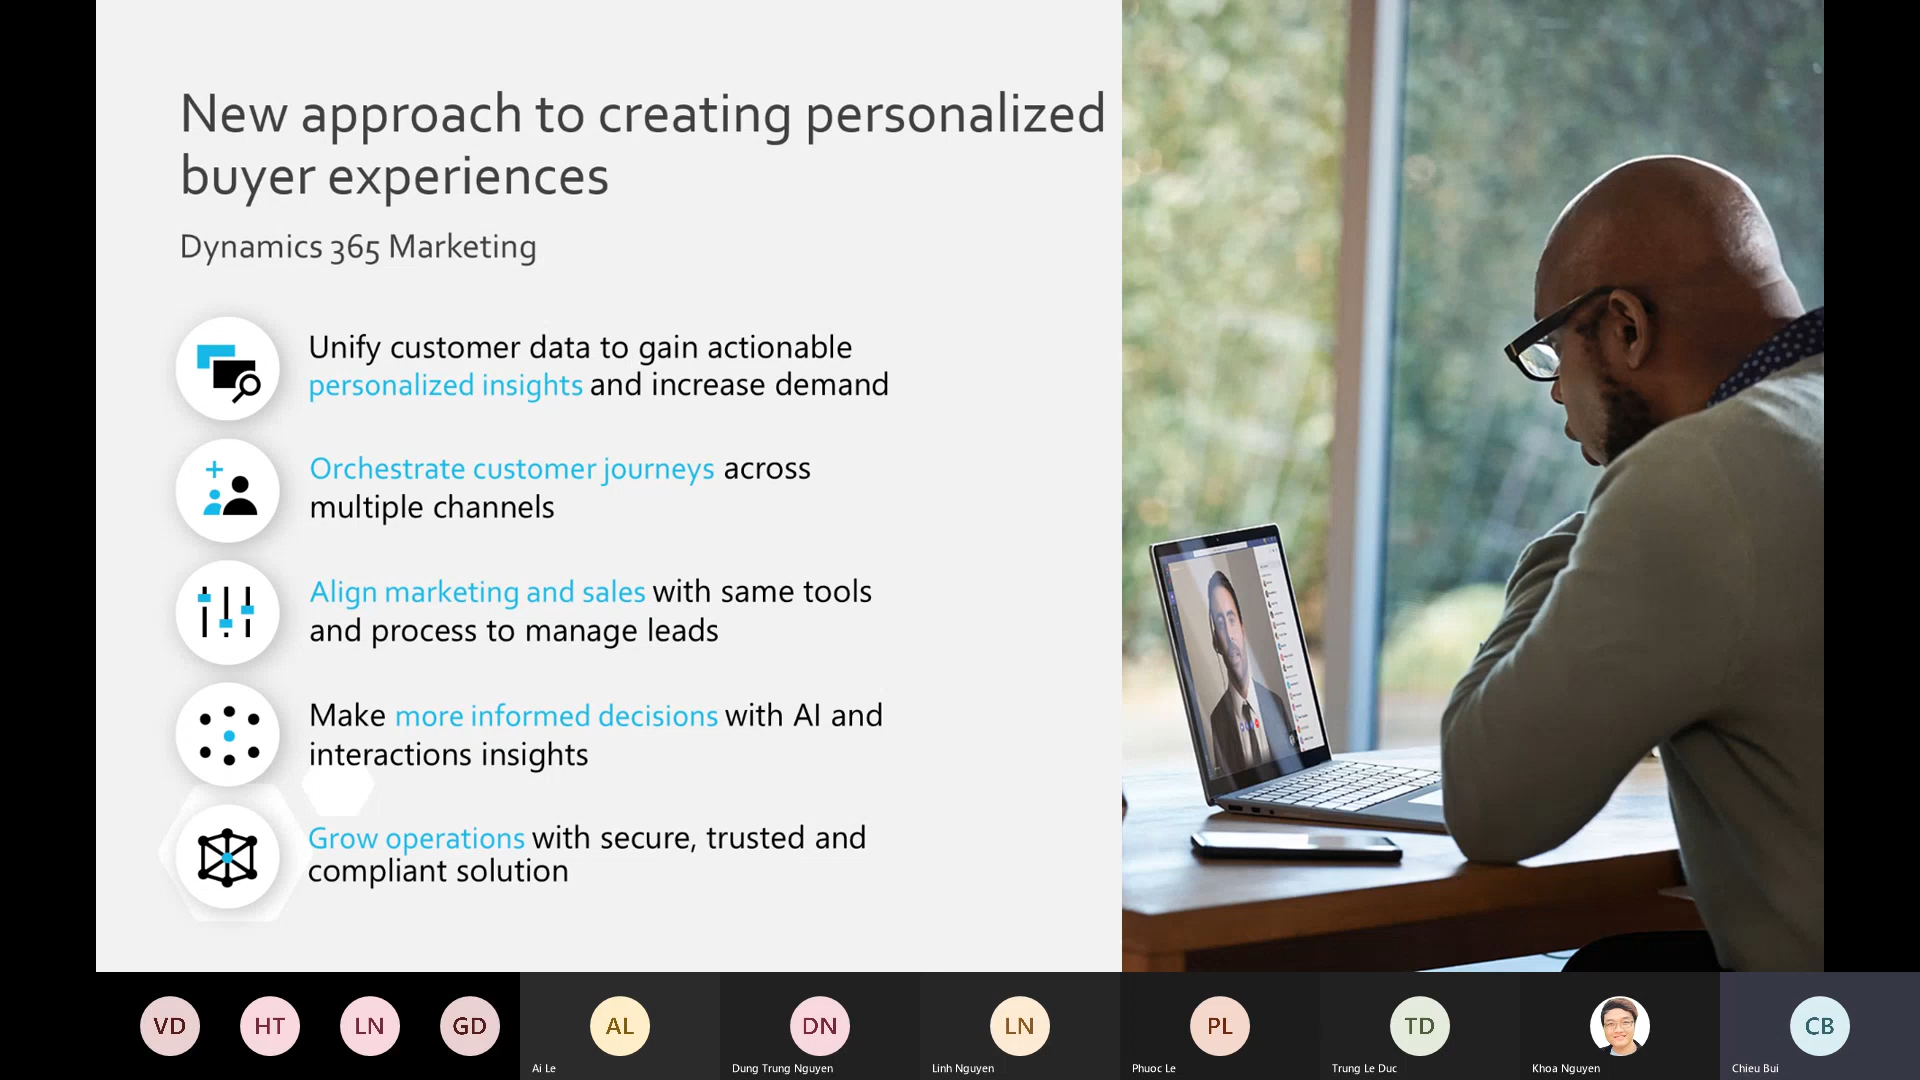 New approach to creating personalized
buyer experiences
Dynamics 365 Marketing
Unify customer data to gain actionable
personalized insights and increase demand
Orchestrate customer journeys across
multiple channels
Align marketing and sales with same tools
and process to manage leads
Make more informed decisions with AI and
interactions insights
Grow operations with secure, trusted and
compliant solution
VD
HT
LN
GD
AL
Ai Le
DN
Dung Trung Nguyen
LN
Linh Nguyen
PL
Phuoc Le
TD
Trung Le Duc
Khoa Nguyen
CB
Chieu Bui